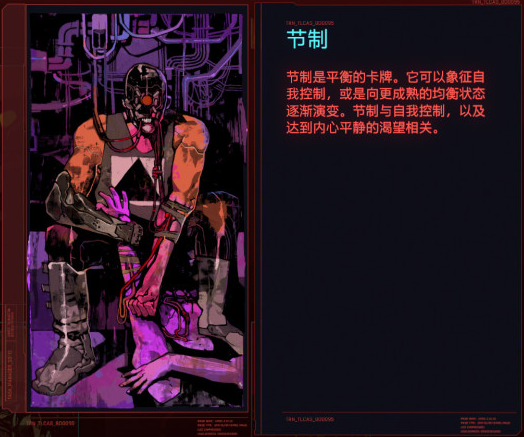 节制
节制是平衡的卡牌。它可以象征自
我控制，或是向更成熟的均衡状态
逐渐演变。节制与自我控制，以及
达到内心平静的渴望相关。